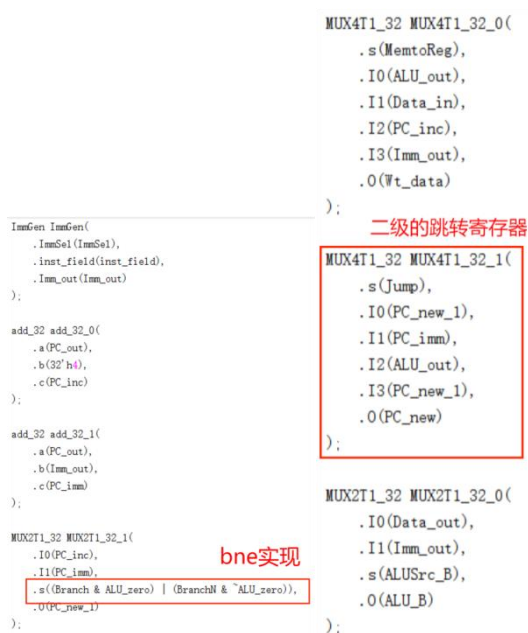 ImmGen ImmGen(
.ImmSel(ImmSel),
.inst_field(inst_field),
.Imm_out(Imm_out)
);
add_32 add_32_0(
.a(PC_out),
.b(32'h4),
.c(PC_inc)
);
add_32 add_32_1(
.a(PC_out),
.b(Imm_out),
.c(PC_imm)
);
MUX2T1_32 MUX2T1_32_1(
.I0(PC_inc),
.I1(PC_imm),
bne实现
.s((Branch & ALU_zero) | (BranchN & ~ALU_zero)),
.O(PC_new_1)
);
MUX4T1_32 MUX4T1_32_0(
.s(MemtoReg),
.I0(ALU_out),
.I1(Data_in),
.I2(PC_inc),
.I3(Imm_out),
.O(Wt_data)
);
二级的跳转寄存器
MUX4T1_32 MUX4T1_32_1(
.s(Jump),
.I0(PC_new_1),
.I1(PC_imm),
.I2(ALU_out),
.I3(PC_new_1),
.O(PC_new)
);
MUX2T1_32 MUX2T1_32_0(
.I0(Data_out),
.I1(Imm_out),
.s(ALUSrc_B),
.O(ALU_B)
);